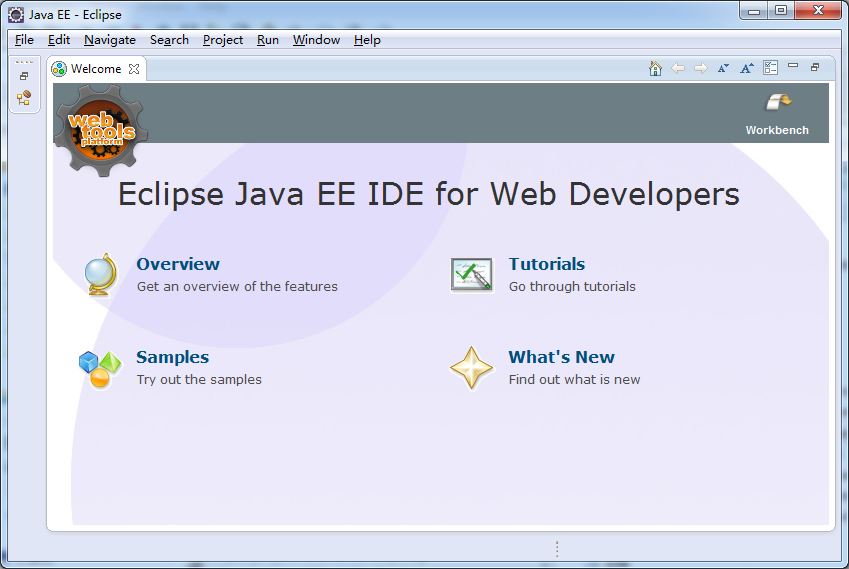 Java EE - Eclipse
File Edit Navigate Search Project Run Window Help
Welcome
web
tools
platform
Workbench
Eclipse Java EE IDE for Web Developers
Overview
Get an overview of the features
Tutorials
Go through tutorials
Samples
Try out the samples
What's New
Find out what is new